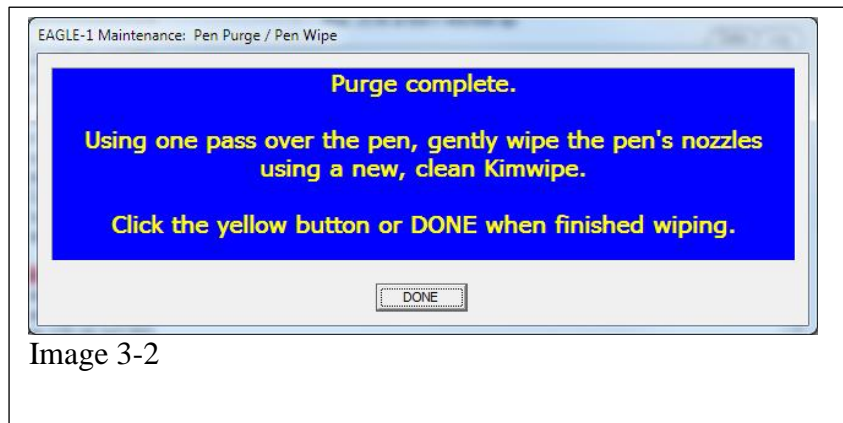 EAGLE-1 Maintenance: Pen Purge / Pen Wipe
Purge complete.
Using one pass over the pen, gently wipe the pen's nozzles
using a new, clean Kimwipe.
Click the yellow button or DONE when finished wiping.
DONE
Image 3-2